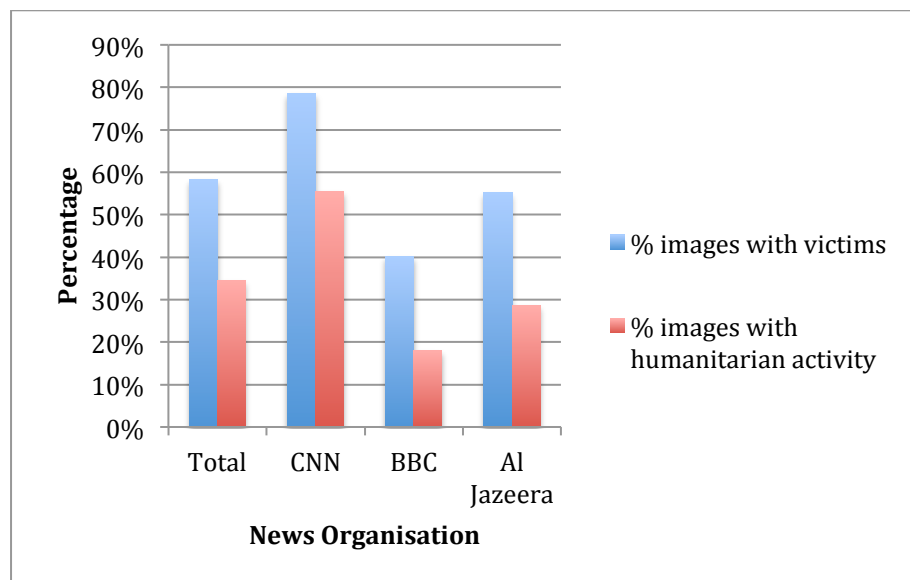 90%
80%
70%
60%
50%
40%
30%
20%
10%
0%
Percentage
Total
CNN
BBC
Al
Jazeera
News Organisation
% images with victims
% images with
humanitarian activity